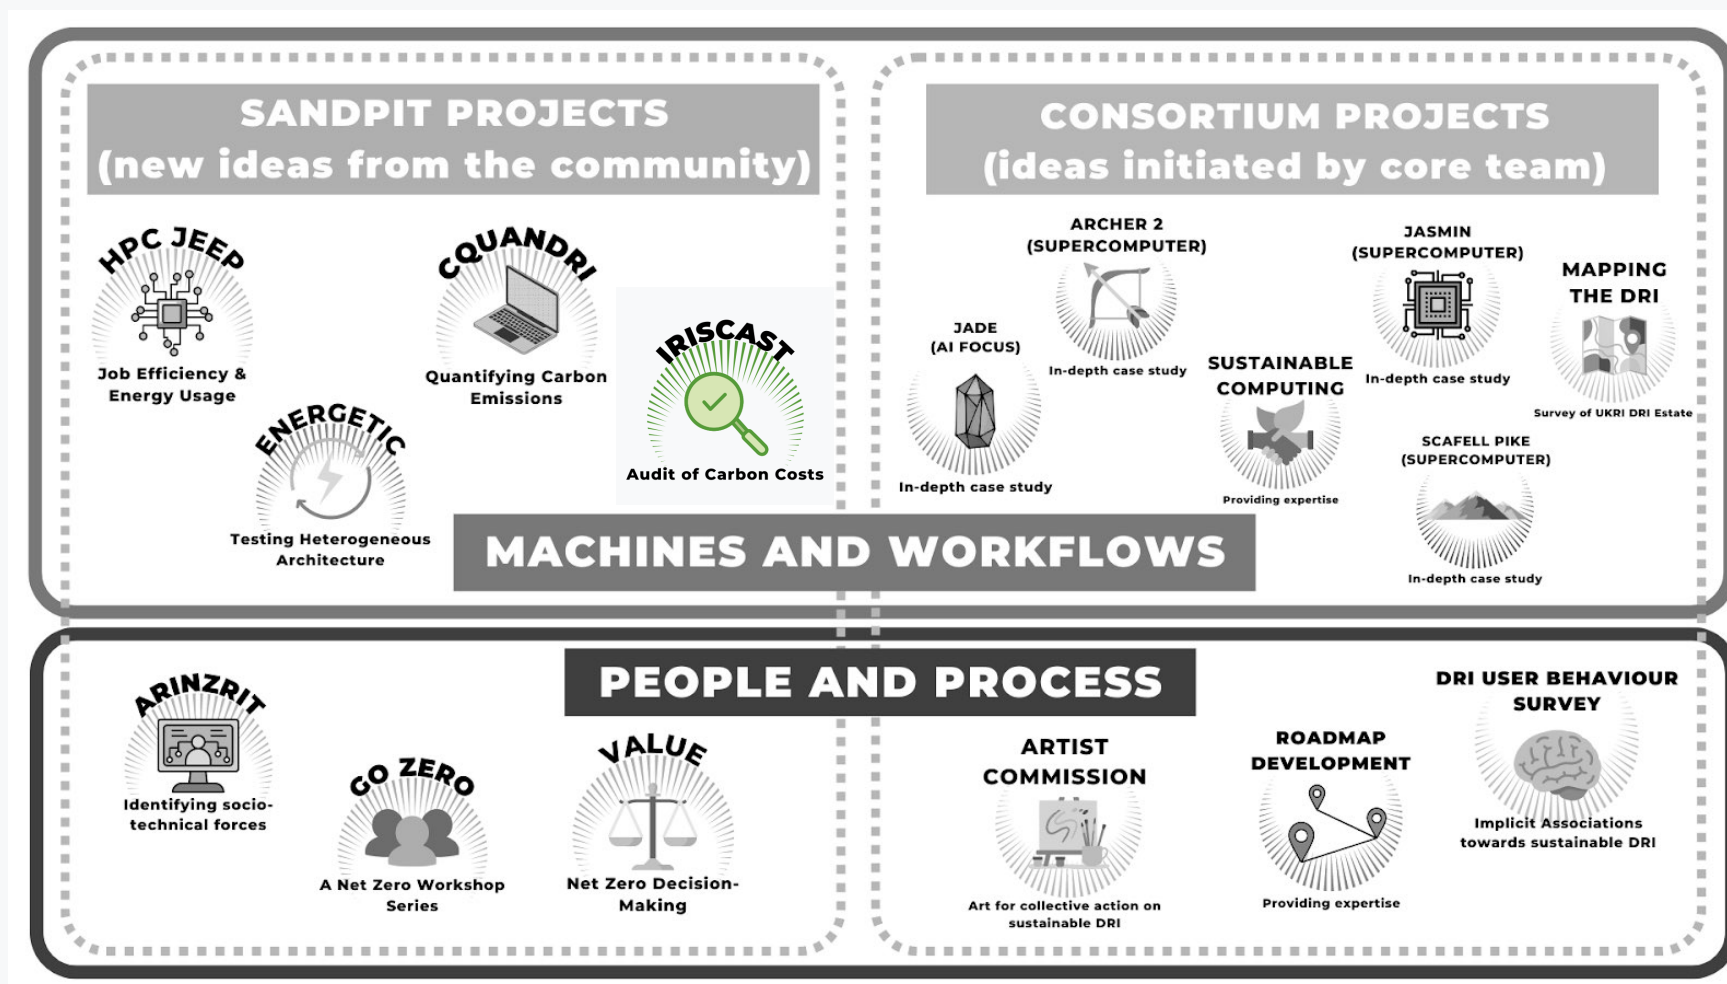 SANDPIT PROJECTS
(new ideas from the community)
HPC JEEP
Job Efficiency &
Energy Usage
CQUANDRI
Quantifying Carbon
Emissions
IRISCAST
Audit of Carbon Costs
ENERGETIC
Testing Heterogeneous
Architecture
CONSORTIUM PROJECTS
(ideas initiated by core team)
JADE
(AI FOCUS)
In-depth case study
ARCHER 2
(SUPERCOMPUTER)
In-depth case study
SUSTAINABLE
COMPUTING
Providing expertise
JASMIN
(SUPERCOMPUTER)
In-depth case study
MAPPING
THE DRI
Survey of UKRI DRI Estate
SCAFELL PIKE
(SUPERCOMPUTER)
In-depth case study
MACHINES AND WORKFLOWS
PEOPLE AND PROCESS
ARINZRIT
Identifying socio-
technical forces
GO ZERO
A Net Zero Workshop
Series
VALUE
Net Zero Decision-
Making
ARTIST
COMMISSION
Art for collective action on
sustainable DRI
ROADMAP
DEVELOPMENT
Providing expertise
DRI USER BEHAVIOUR
SURVEY
Implicit Associations
towards sustainable DRI